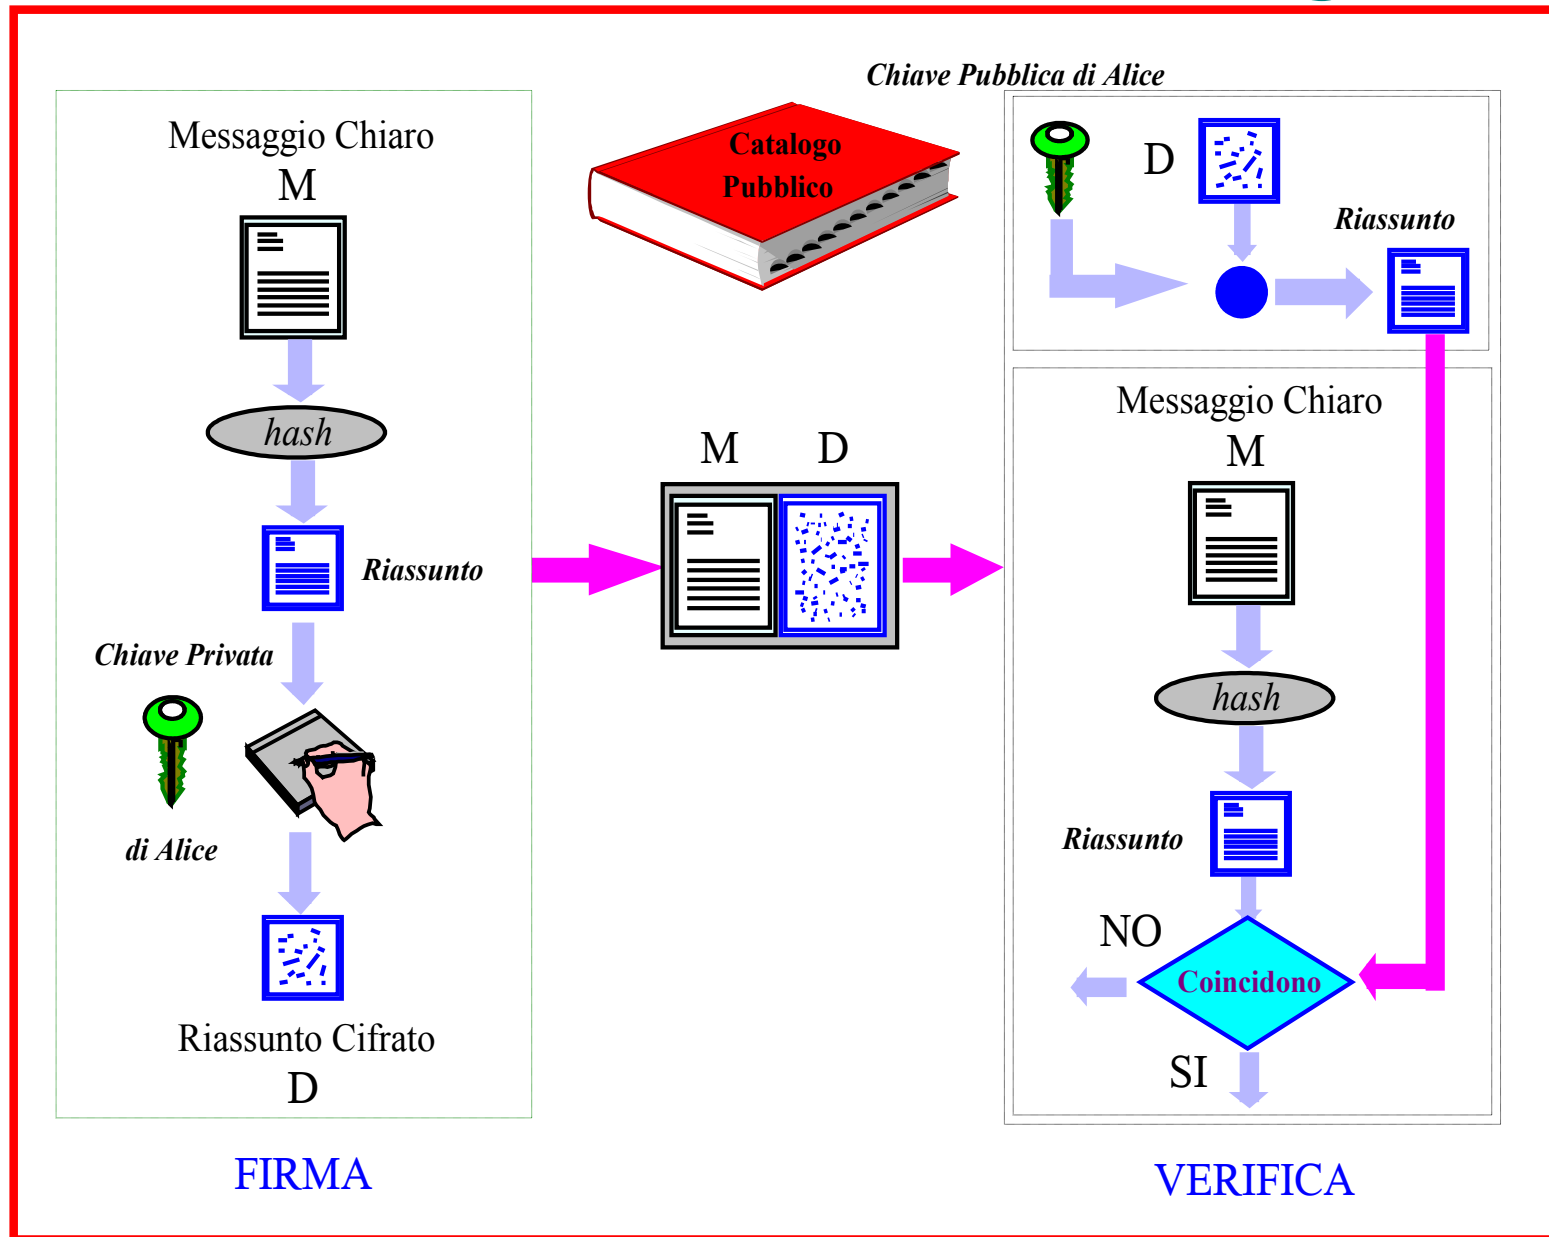 Messaggio Chiaro
M
hash
Riassunto
Chiave Privata
di Alice
Riassunto Cifrato
D
FIRMA
Catalogo
Pubblico
M D
Chiave Pubblica di Alice
D
Riassunto
Messaggio Chiaro
M
hash
Riassunto
NO
Coincidono
SI
VERIFICA